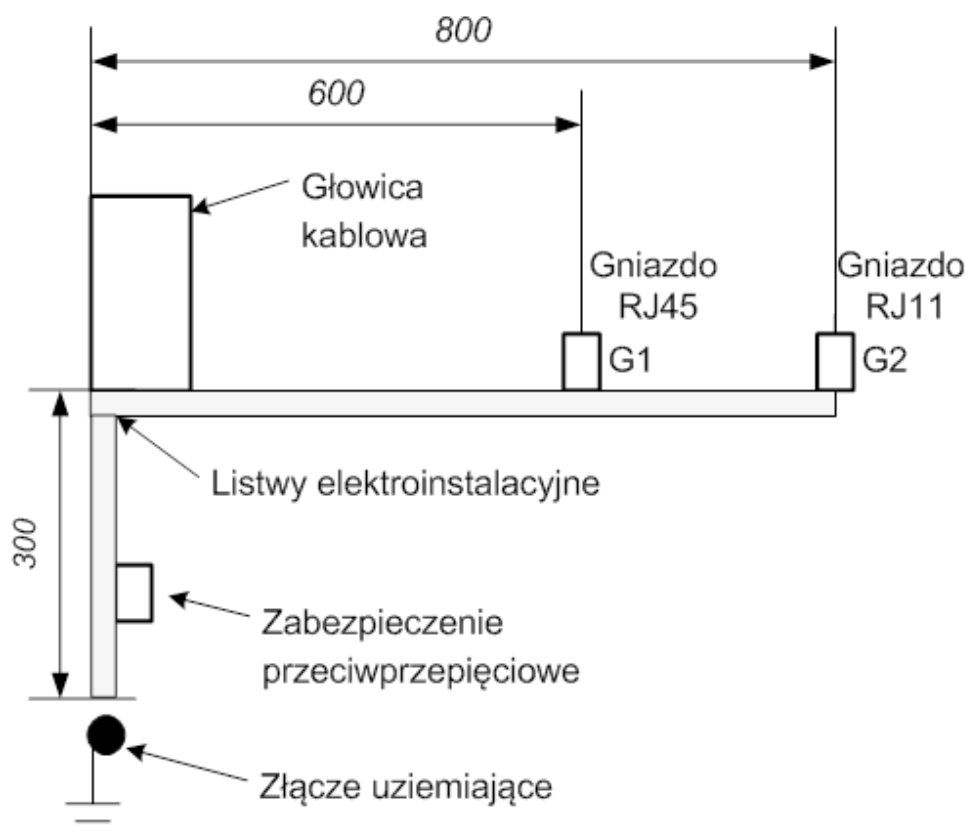 800
600
Głowica
kablowa
Gniazdo
RJ45
Gniazdo
RJ11
G1
G2
Listwy elektroinstalacyjne
300
Zabezpieczenie
przeciwprzepięciowe
Złącze uziemiające